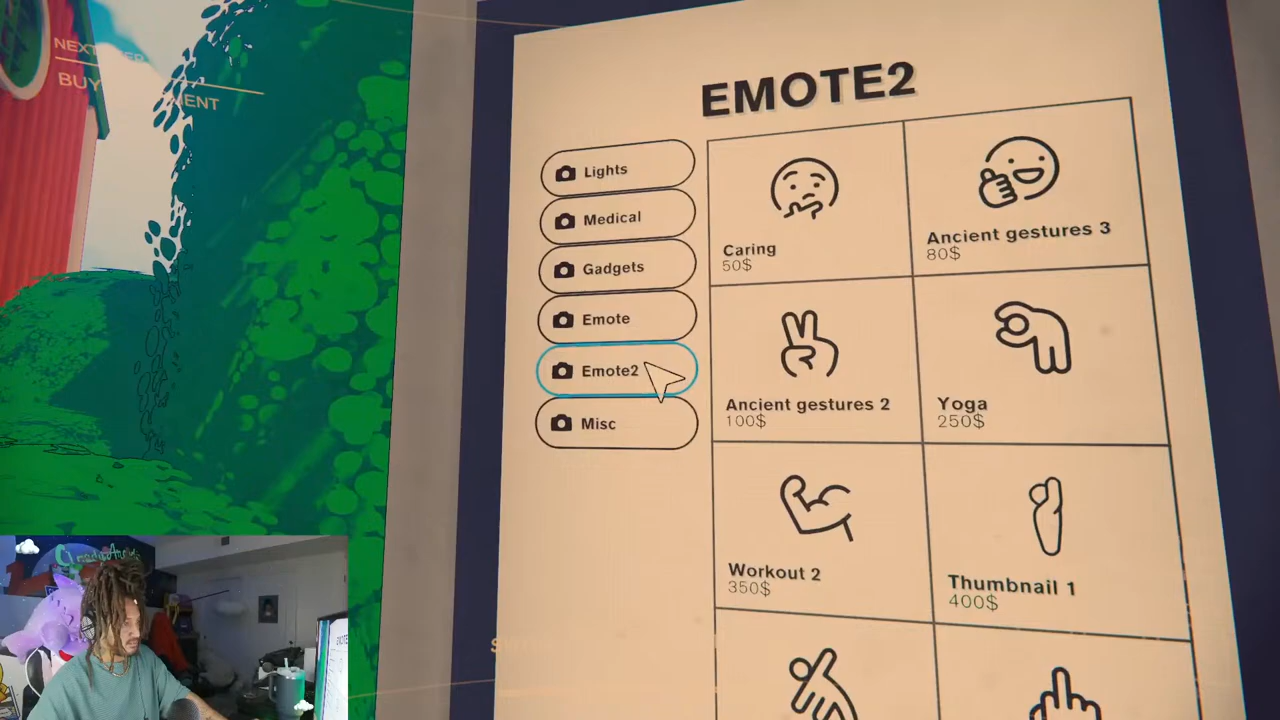 BUY
EMOTE2
Lights
Medical
Gadgets
Emote
Emote2
Misc
Caring
50$
Ancient gestures 3
80$
Ancient gestures 2
100$
Yoga
250$
Workout 2
350$
Thumbnail 1
400$